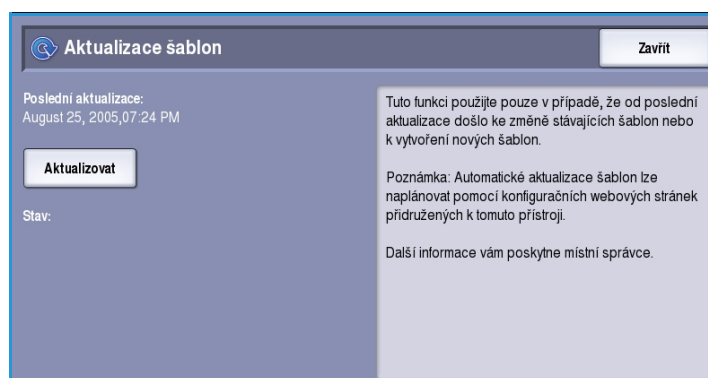 Aktualizace šablon
Zavřít
Poslední aktualizace:
August 25, 2005,07:24 PM
Aktualizovat
Stav:
Tuto funkci použijte pouze v případě, že od poslední
aktualizace došlo ke změně stávajících šablon nebo
k vytvoření nových šablon.
Poznámka: Automatické aktualizace šablon lze
naplánovat pomocí konfiguračních webových stránek
přidružených k tomuto přístroji.
Další informace vám poskytne místní správce.